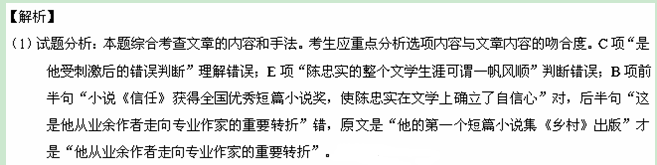 【解析】
（1）试题分析：本题综合考查文章的内容和手法。考生应重点分析选项内容与文章内容的吻合度。C 项“是
他受刺激后的错误判断”理解错误；E 项“陈忠实的整个文学生涯可谓一帆风顺”判断错误；B 项前
半句“小说《信任》获得全国优秀短篇小说奖，使陈忠实在文学上确立了自信心”对，后半句“这
是他从业余作者走向专业作家的重要转折”错，原文是“他的第一个短篇小说集《乡村》出版”才
是“他从业余作者走向专业作家的重要转折”。